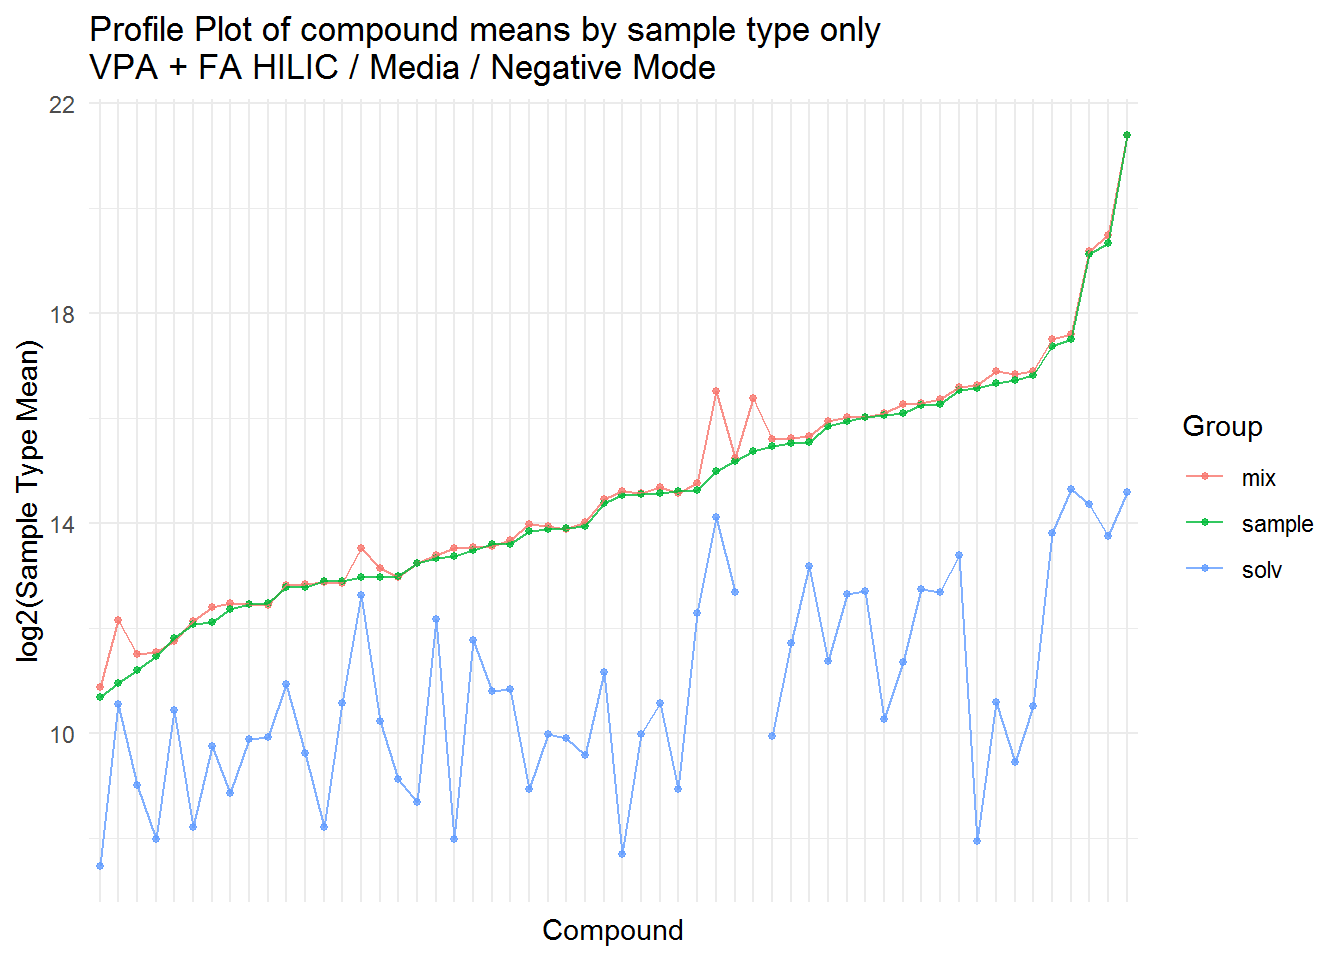 Profile Plot of compound means by sample type only
VPA + FA HILIC / Media / Negative Mode
log2(Sample Type Mean)
22
18
14
10
Compound
Group
mix
sample
solv